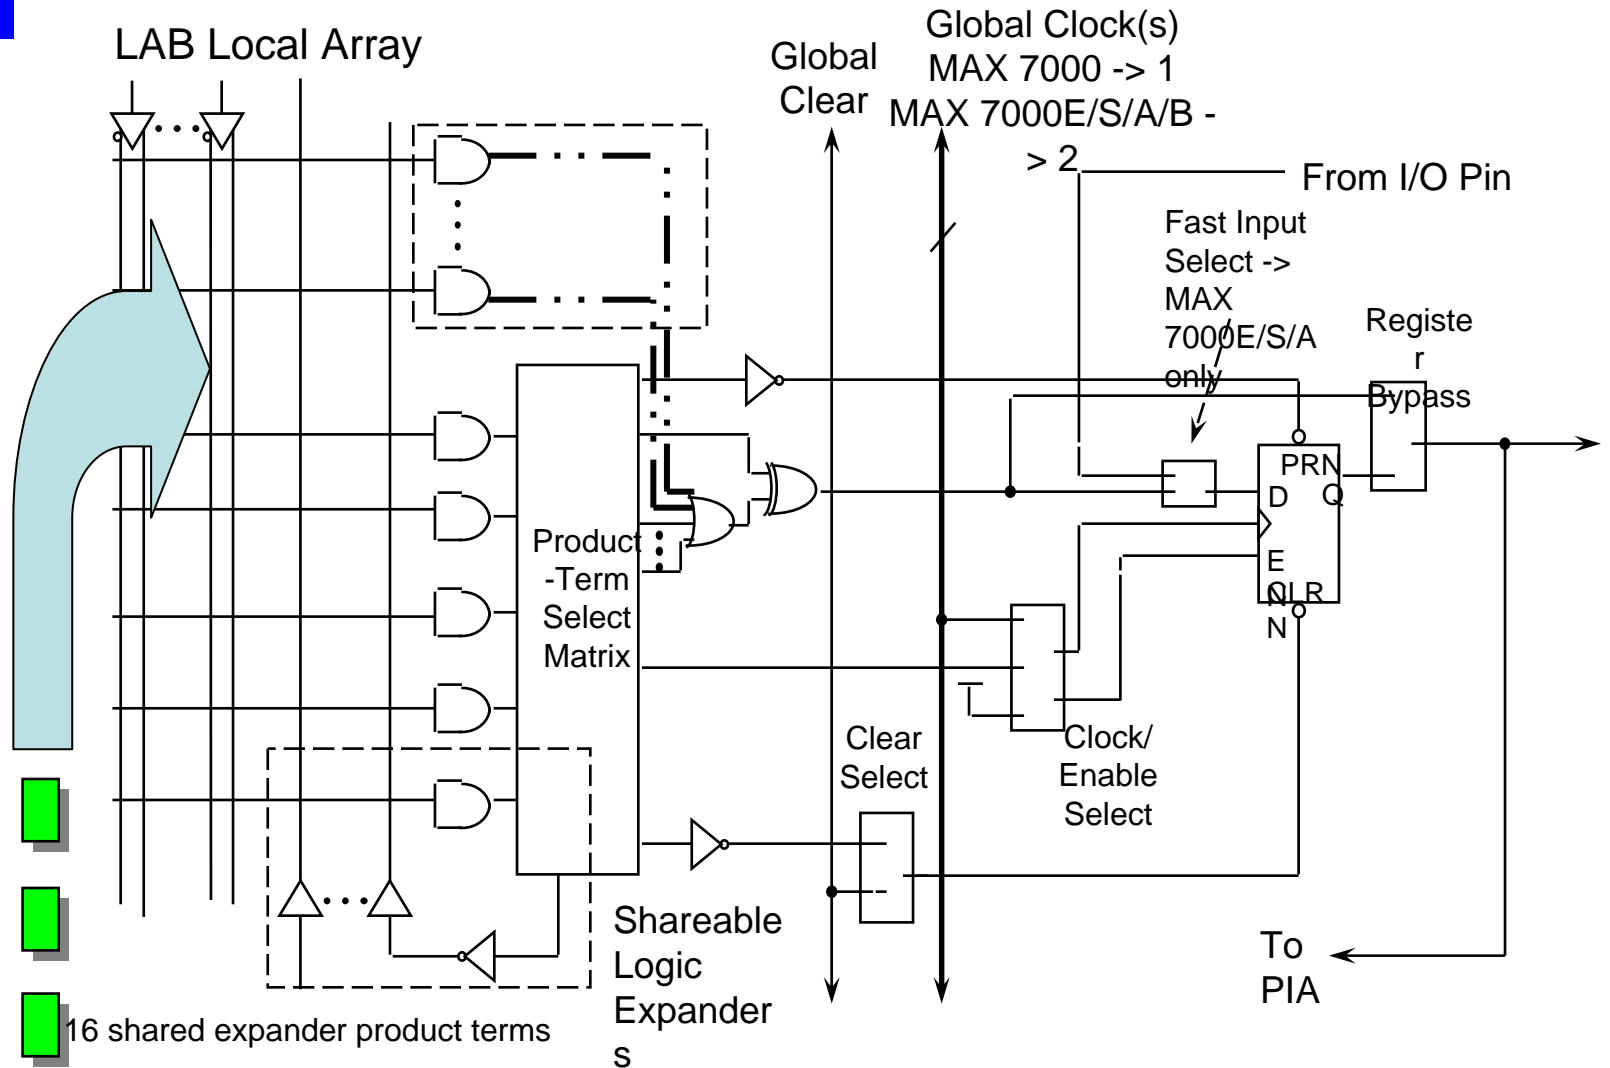 LAB Local Array
Global
Clear
Global Clock(s)
MAX 7000 -> 1
MAX 7000E/S/A/B -
> 2
From I/O Pin
Fast Input
Select ->
MAX
7000E/S/A
only
Registe
r
Bypass
PRN
D
Q
E
N
CLR
N
Product
-Term
Select
Matrix
Clear
Select
Clock/
Enable
Select
Shareable
Logic
Expander
s
To
PIA
16 shared expander product terms